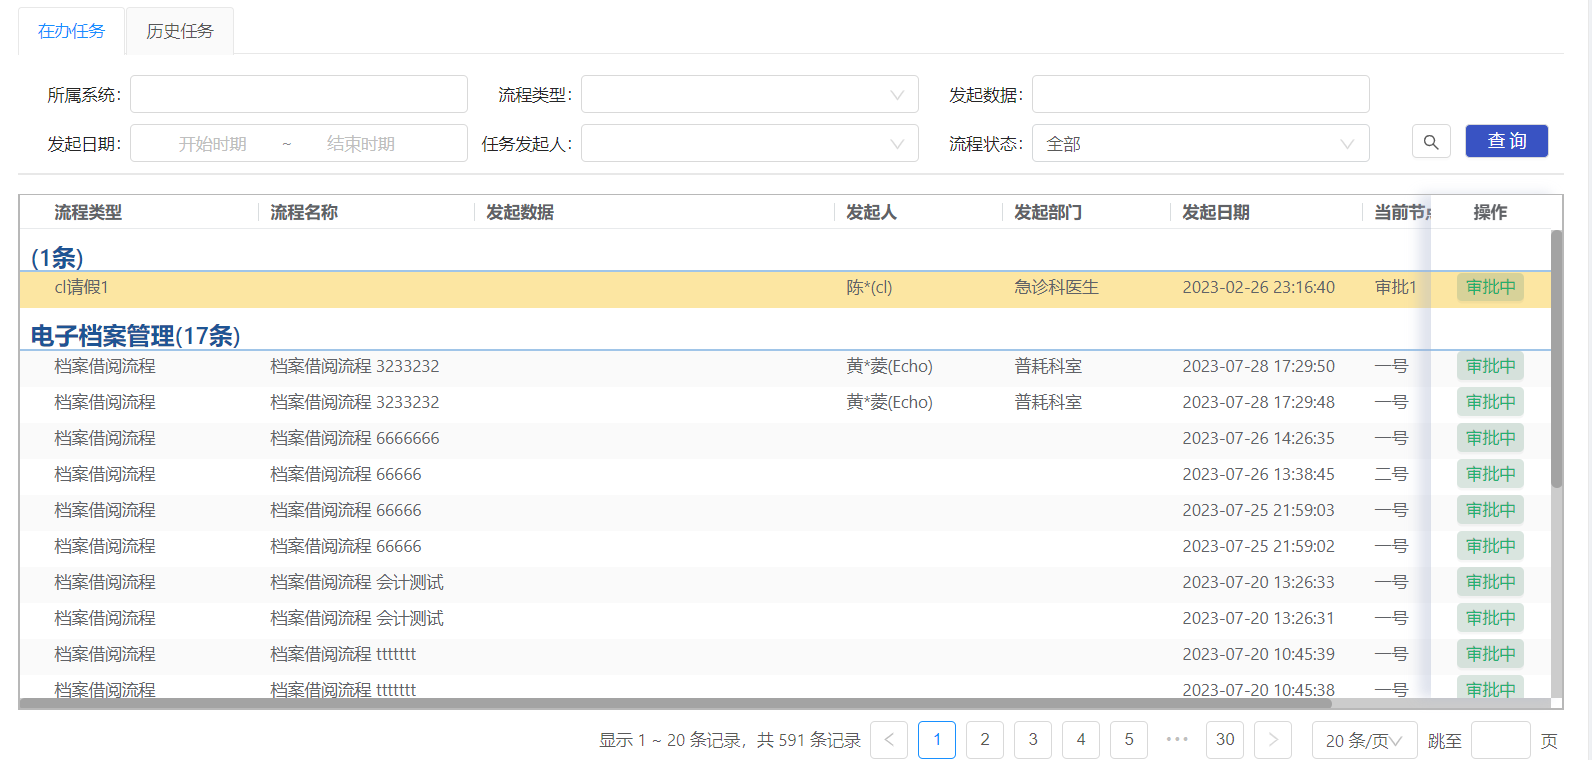 在办任务 历史任务
所属系统: 流程类型: 发起数据:
发起日期: 开始时期 ~ 结束时期 任务发起人: 流程状态: 全部 查询
流程类型 流程名称 发起数据 发起人 发起部门 发起日期 当前节点 操作
(1条)
cl请假1 陈*(cl) 急诊科医生 2023-02-26 23:16:40 审批1 审批中
电子档案管理(17条)
档案借阅流程 档案借阅流程 3233232 黄*菱(Echo) 普耗科室 2023-07-28 17:29:50 一号 审批中
档案借阅流程 档案借阅流程 3233232 黄*菱(Echo) 普耗科室 2023-07-28 17:29:48 一号 审批中
档案借阅流程 档案借阅流程 6666666 2023-07-26 14:26:35 一号 审批中
档案借阅流程 档案借阅流程 66666 2023-07-26 13:38:45 二号 审批中
档案借阅流程 档案借阅流程 66666 2023-07-25 21:59:03 一号 审批中
档案借阅流程 档案借阅流程 66666 2023-07-25 21:59:02 一号 审批中
档案借阅流程 档案借阅流程 会计测试 2023-07-20 13:26:33 一号 审批中
档案借阅流程 档案借阅流程 会计测试 2023-07-20 13:26:31 一号 审批中
档案借阅流程 档案借阅流程 ttttttt 2023-07-20 10:45:39 一号 审批中
档案借阅流程 档案借阅流程 ttttttt 2023-07-20 10:45:38 一号 审批中
显示 1 ~ 20 条记录，共 591 条记录 < 1 2 3 4 5 ••• 30 > 20 条/页 跳至 页